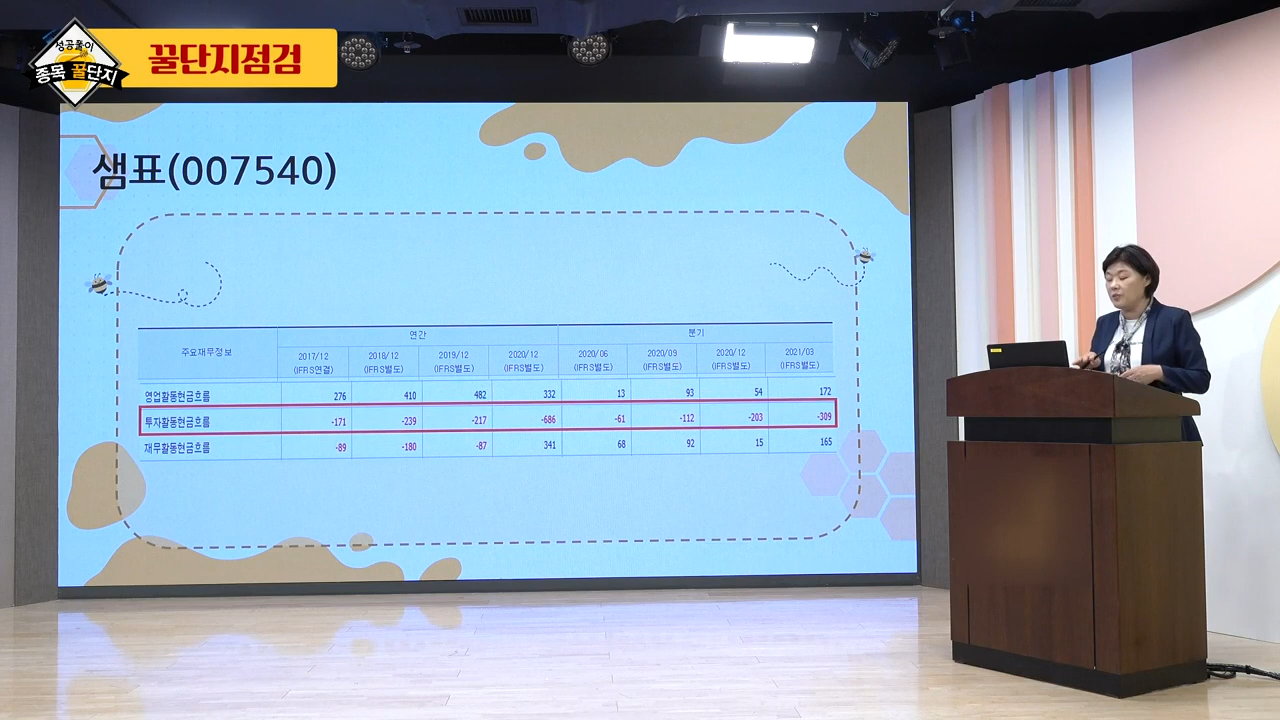 성공풀이
종목 꿀단지
꿀단지점검
샘표(007540)
주요재무정보 연간 분기
2017/12 2018/12 2019/12 2020/12 2020/06 2020/09 2020/12 2021/03
(IFRS연결) (IFRS별도) (IFRS별도) (IFRS별도) (IFRS별도) (IFRS별도) (IFRS별도) (IFRS별도)
영업활동현금흐름 276 410 482 332 13 93 54 172
투자활동현금흐름 -171 -239 -217 -686 -61 -112 -203 -309
재무활동현금흐름 -89 -180 -87 341 68 92 15 165